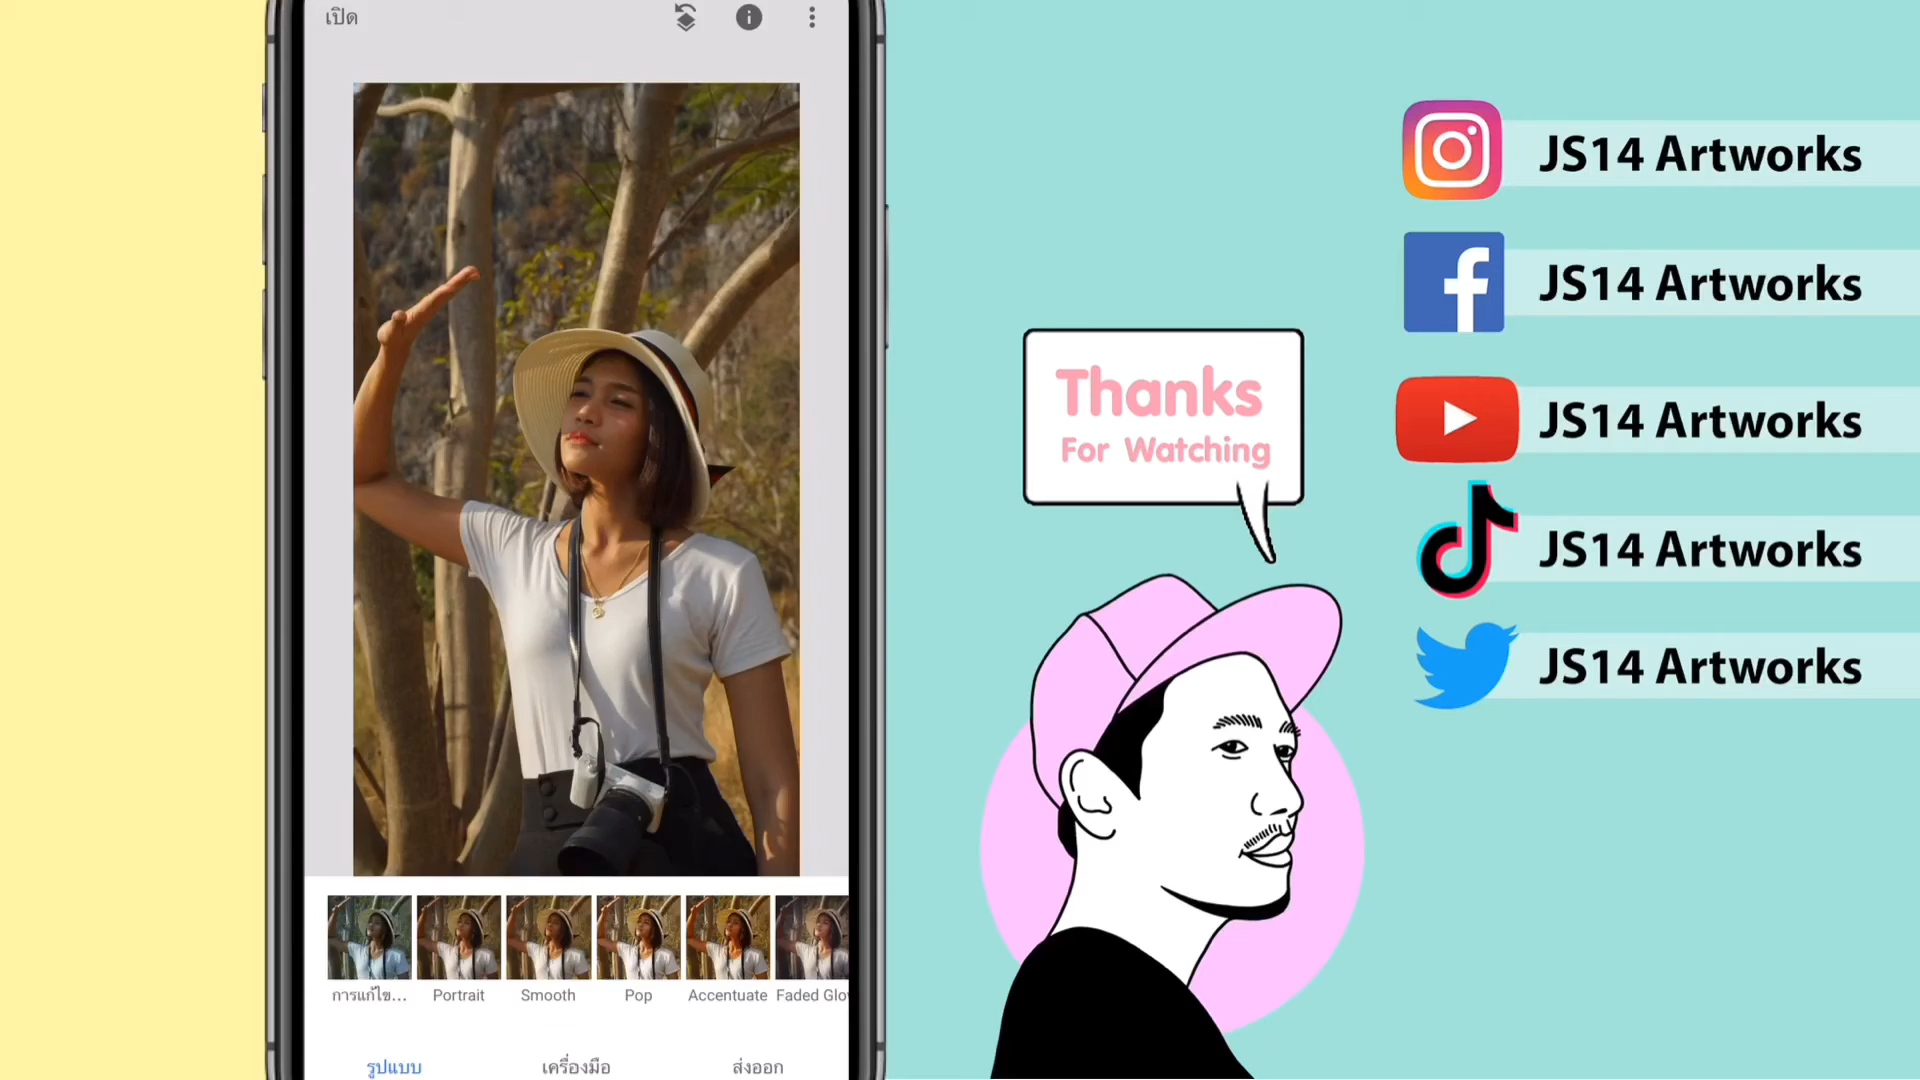 เปิด
การแก้ไข...
Portrait
Smooth
Pop
Accentuate
Faded Glo
รูปแบบ
เครื่องมือ
ส่งออก
Thanks
For Watching
JS14 Artworks
JS14 Artworks
JS14 Artworks
JS14 Artworks
JS14 Artworks